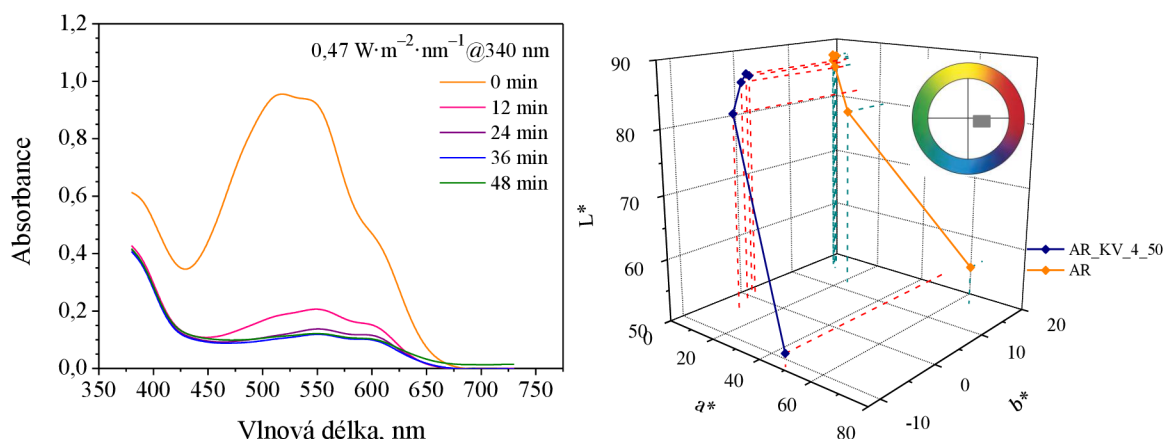 1,2
1,0
0,8
0,6
0,4
0,2
0,0
Absorbance
350 400 450 500 550 600 650 700 750
Vlnová délka, nm
0,47 W·m⁻²·nm⁻¹@340 nm
0 min
12 min
24 min
36 min
48 min
90
80
70
60
50
L*
0
20
40
60
80
a*
-10
0
10
20
b*
AR_KV_4_50
AR